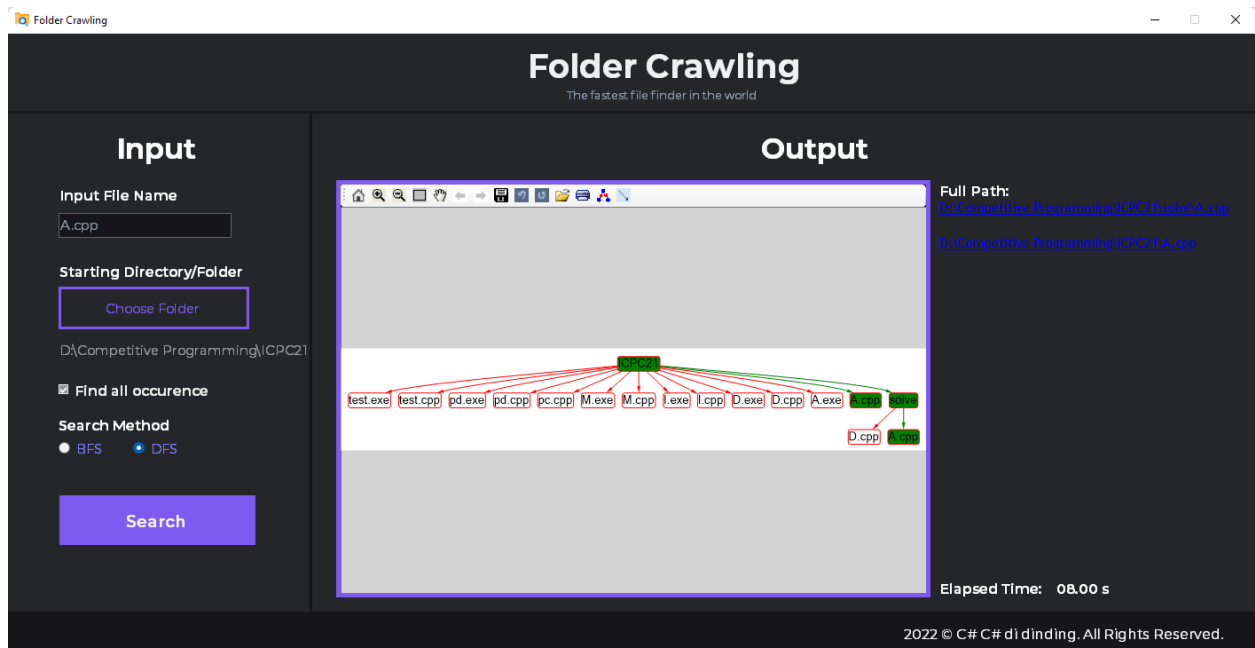 Folder Crawling
Folder Crawling
The fastest file finder in the world
Input
Input File Name
A.cpp
Starting Directory/Folder
Choose Folder
D:\Competitive Programming\ICPC21
Find all occurence
Search Method
BFS DFS
Search
Output
ICPC21
test.exe test.cpp pd.exe pd.cpp pc.cpp M.exe M.cpp I.exe I.cpp D.exe D.cpp A.exe A.cpp solve
D.cpp A.cpp
Full Path:
D:\Competitive Programming\ICPC21\solve\A.cpp
D:\Competitive Programming\ICPC21\A.cpp
Elapsed Time: 08.00 s
2022 © C# C# di dinding. All Rights Reserved.